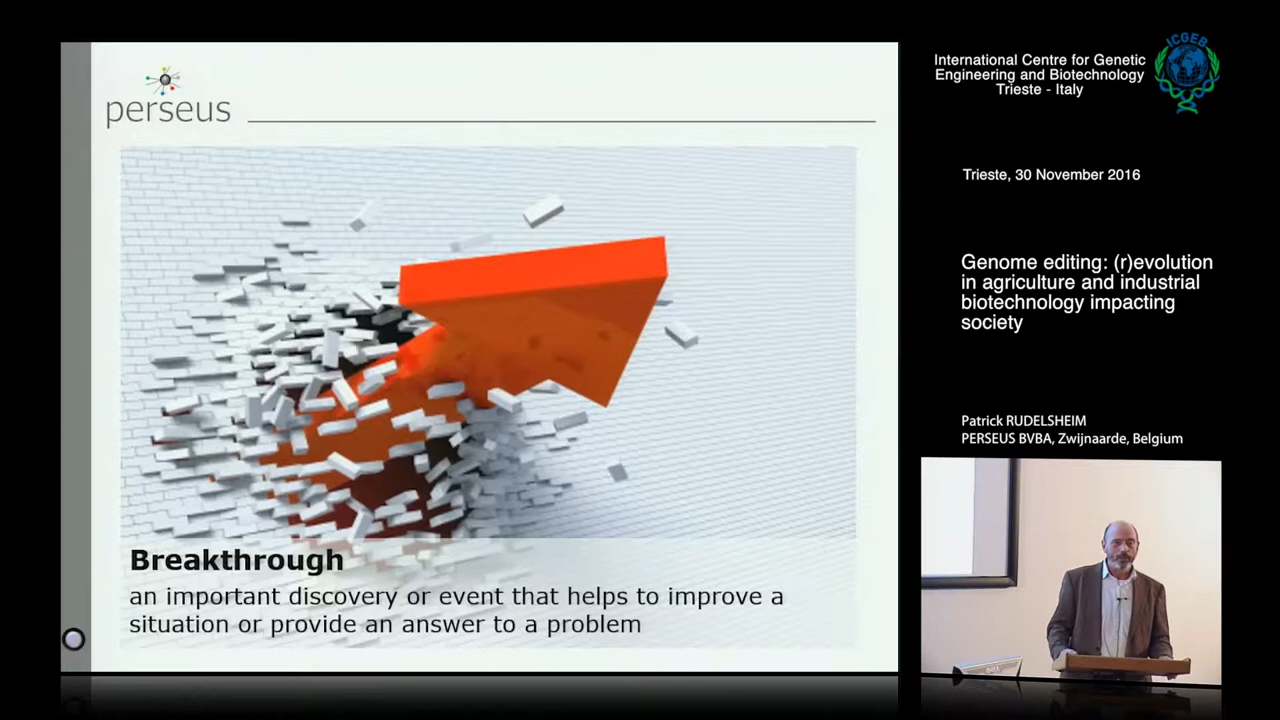 perseus
Breakthrough
an important discovery or event that helps to improve a
situation or provide an answer to a problem
International Centre for Genetic
Engineering and Biotechnology
Trieste - Italy
ICGEB
Trieste, 30 November 2016
Genome editing: (r)evolution
in agriculture and industrial
biotechnology impacting
society
Patrick RUDELSHEIM
PERSEUS BVBA, Zwijnaarde, Belgium